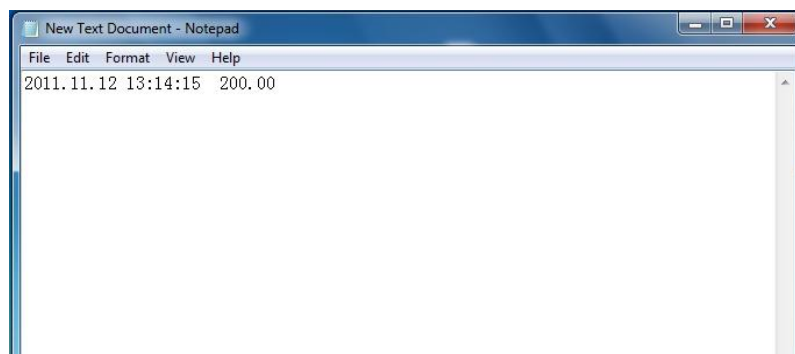 New Text Document - Notepad
File Edit Format View Help
2011.11.12 13:14:15  200.00